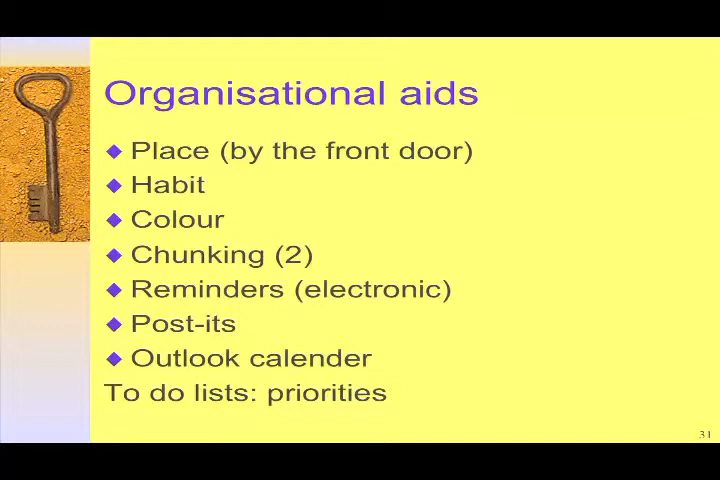 Organisational aids
◆ Place (by the front door)
◆ Habit
◆ Colour
◆ Chunking (2)
◆ Reminders (electronic)
◆ Post-its
◆ Outlook calender
To do lists: priorities
31